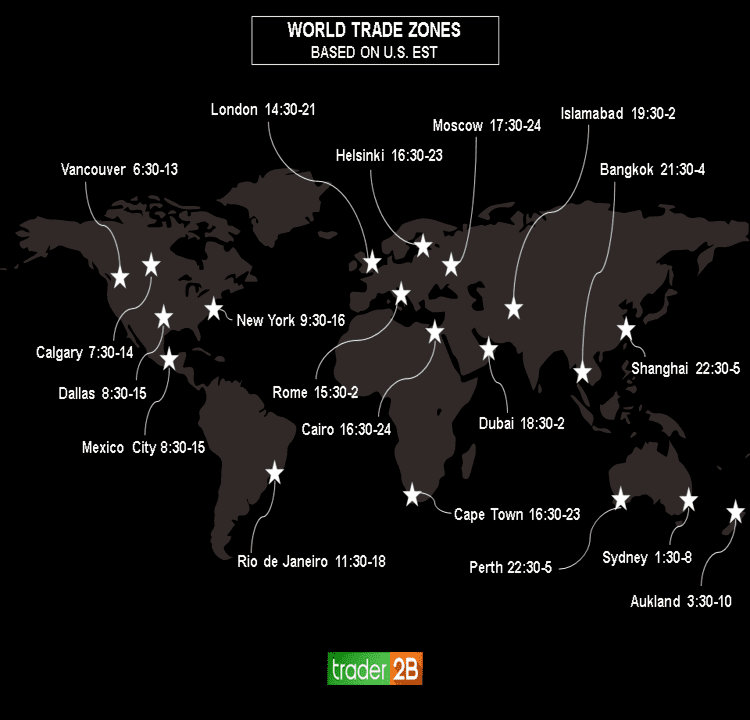 WORLD TRADE ZONES
BASED ON U.S. EST
London 14:30-21
Islamabad 19:30-2
Moscow 17:30-24
Helsinki 16:30-23
Vancouver 6:30-13
Bangkok 21:30-4
New York 9:30-16
Calgary 7:30-14
Shanghai 22:30-5
Dallas 8:30-15
Rome 15:30-2
Cairo 16:30-24
Dubai 18:30-2
Mexico City 8:30-15
Cape Town 16:30-23
Rio de Janeiro 11:30-18
Perth 22:30-5
Sydney 1:30-8
Aukland 3:30-10
trader 2B